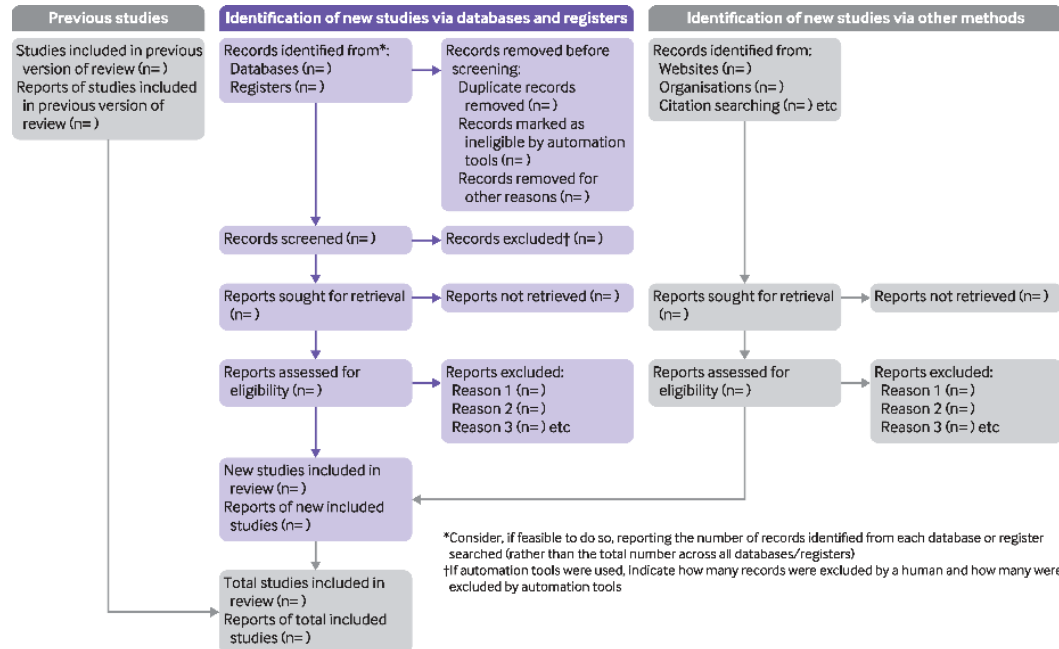 Previous studies
Identification of new studies via databases and registers
Identification of new studies via other methods
Studies included in previous
version of review (n= )
Reports of studies included
in previous version of
review (n= )
Records identified from*:
Databases (n= )
Registers (n= )
Records removed before
screening:
Duplicate records
removed (n= )
Records marked as
ineligible by automation
tools (n= )
Records removed for
other reasons (n= )
Records identified from:
Websites (n= )
Organisations (n= )
Citation searching (n= ) etc
Records screened (n= )
Records excluded† (n= )
Reports sought for retrieval
(n= )
Reports not retrieved (n= )
Reports sought for retrieval
(n= )
Reports not retrieved (n= )
Reports assessed for
eligibility (n= )
Reports excluded:
Reason 1 (n= )
Reason 2 (n= )
Reason 3 (n= ) etc
Reports assessed for
eligibility (n= )
Reports excluded:
Reason 1 (n= )
Reason 2 (n= )
Reason 3 (n= ) etc
New studies included in
review (n= )
Reports of new included
studies (n= )
*Consider, if feasible to do so, reporting the number of records identified from each database or register
searched (rather than the total number across all databases/registers)
†If automation tools were used, indicate how many records were excluded by a human and how many were
excluded by automation tools
Total studies included in
review (n= )
Reports of total included
studies (n= )